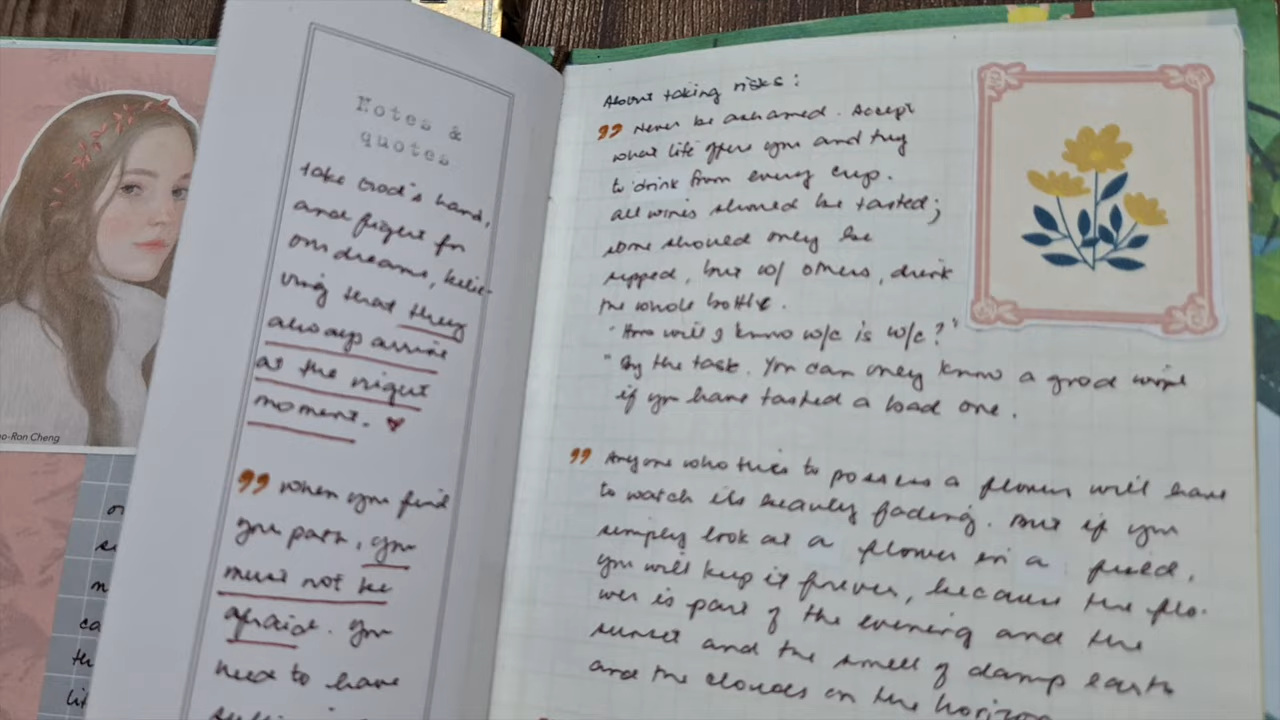 Notes &
quotes
take God's hand,
and fight for
our dreams, belie-
ving that they
always arrive
at the right
moment.
" when you find
you path, you
must not be
afraid. You
need to have
About taking risks:
" Never be ashamed. Accept
what life offers you and try
to drink from every cup.
all wines should be tasted;
some should only be
sipped, but w/ others, drink
the whole bottle.
"How will I know w/c is w/c?"
"By the taste. You can only know a good wine
if you have tasted a bad one.
" Anyone who tries to possess a flower will have
to watch its beauty fading. But if you
simply look at a flower in a field,
you will keep it forever, because the flo-
wer is part of the evening and the
sunset and the smell of damp earth
and the clouds on the horizon
o-Ran Cheng